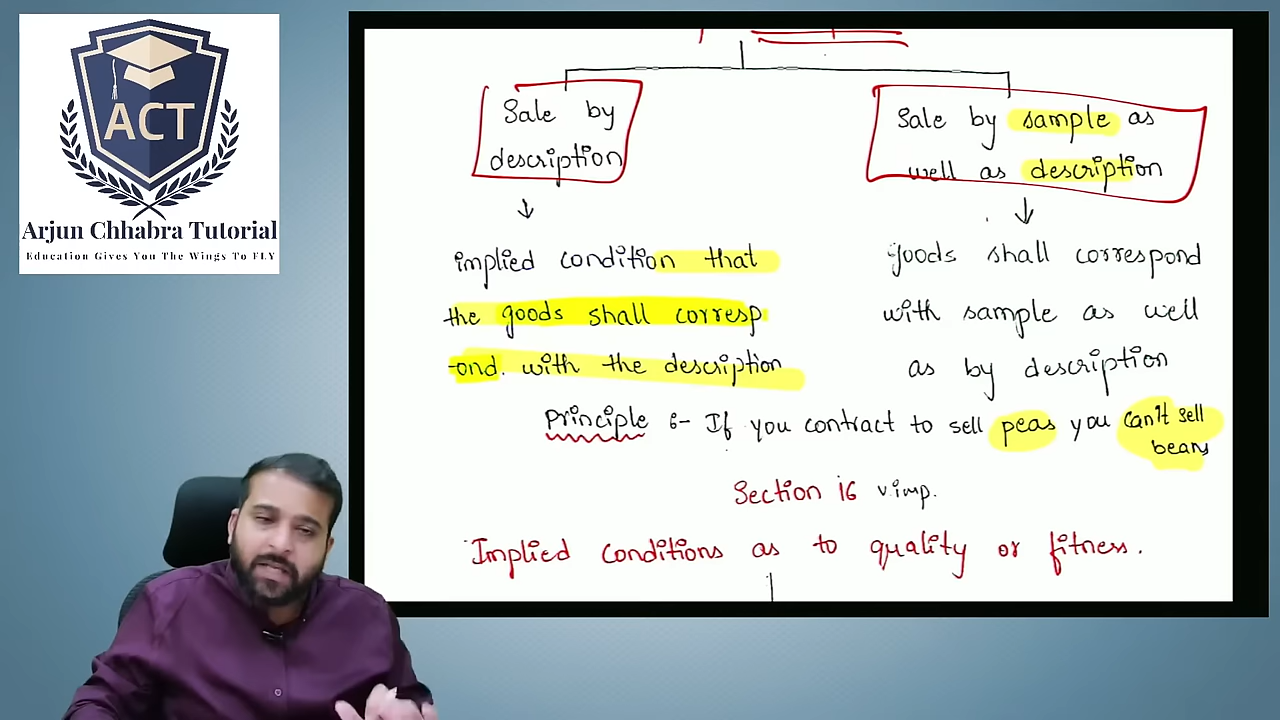 ACT
Arjun Chhabra Tutorial
Education Gives You The Wings To FLY
Sale by
description
implied condition that
the goods shall corresp
-ond. with the description
Sale by sample as
well as description
goods shall correspond
with sample as well
as by description
Principle :- If you contract to sell peas you can't sell
beans
Section 16 v.imp.
Implied conditions as to quality or fitness.